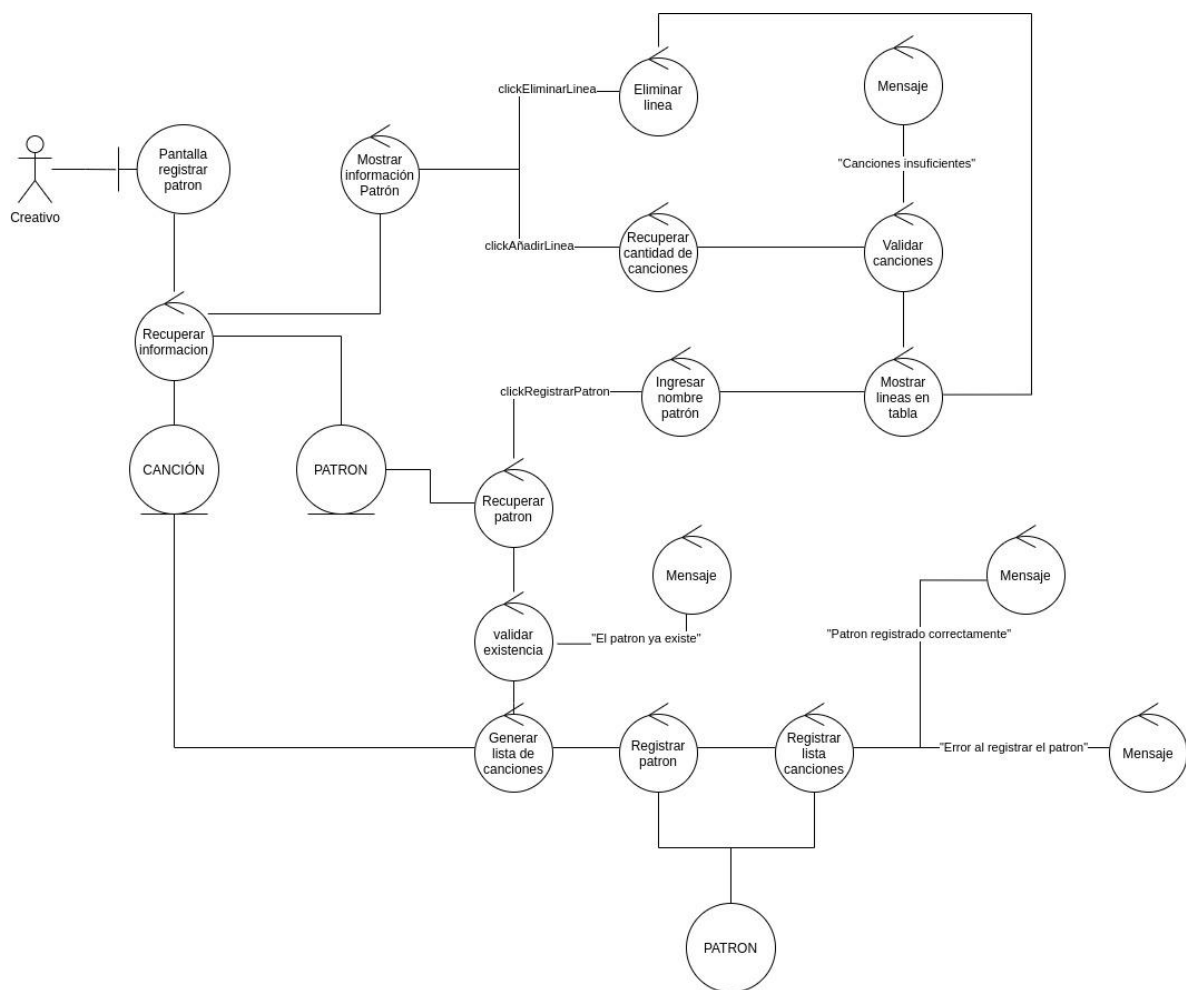 Eliminar
linea
Mensaje
clickEliminarLinea
Pantalla
registrar
patron
Mostrar
información
Patrón
"Canciones insuficientes"
Creativo
clickAñadirLinea
Recuperar
cantidad de
canciones
Validar
canciones
Recuperar
informacion
clickRegistrarPatron
Ingresar
nombre
patrón
Mostrar
lineas en
tabla
CANCIÓN
PATRON
Recuperar
patron
Mensaje
Mensaje
validar
existencia
"El patron ya existe"
"Patron registrado correctamente"
Generar
lista de
canciones
Registrar
patron
Registrar
lista
canciones
"Error al registrar el patron"
Mensaje
PATRON